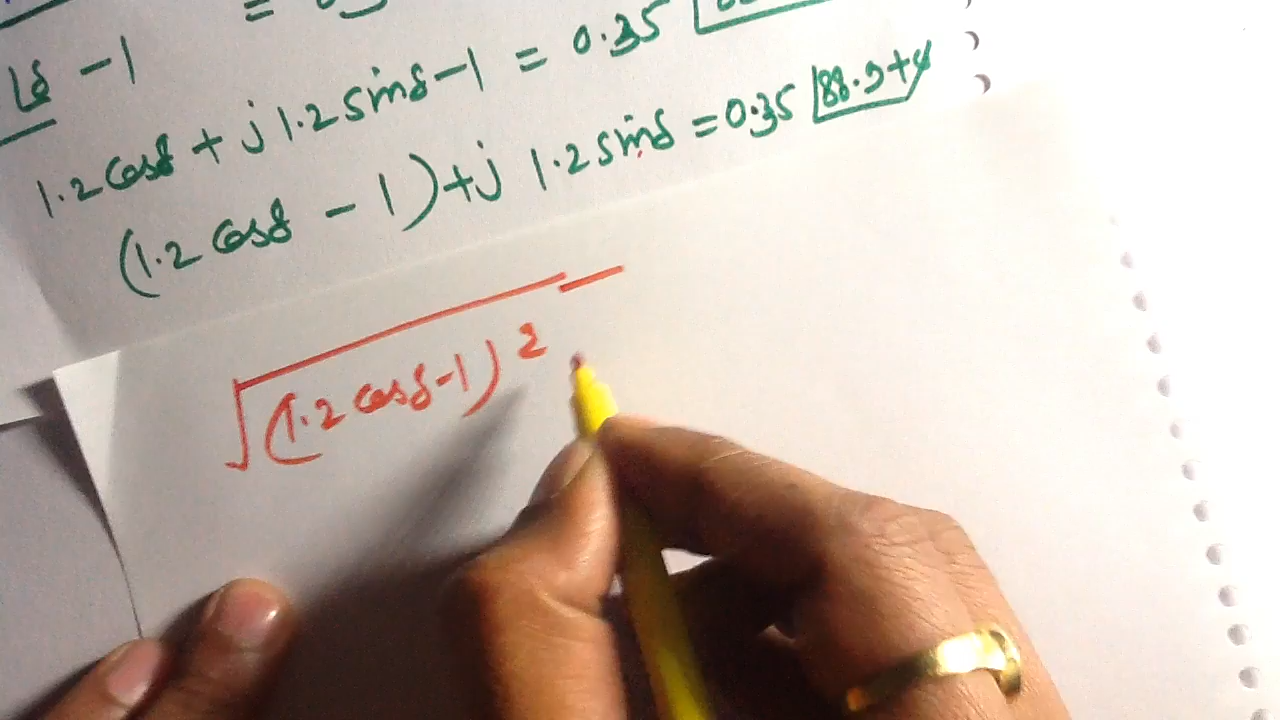 lδ - 1 =
1.2 cosδ + j 1.2 sinδ - 1 = 0.35
(1.2 cosδ - 1) + j 1.2 sinδ = 0.35 ∠88.9+φ
√(1.2 cosδ - 1)²